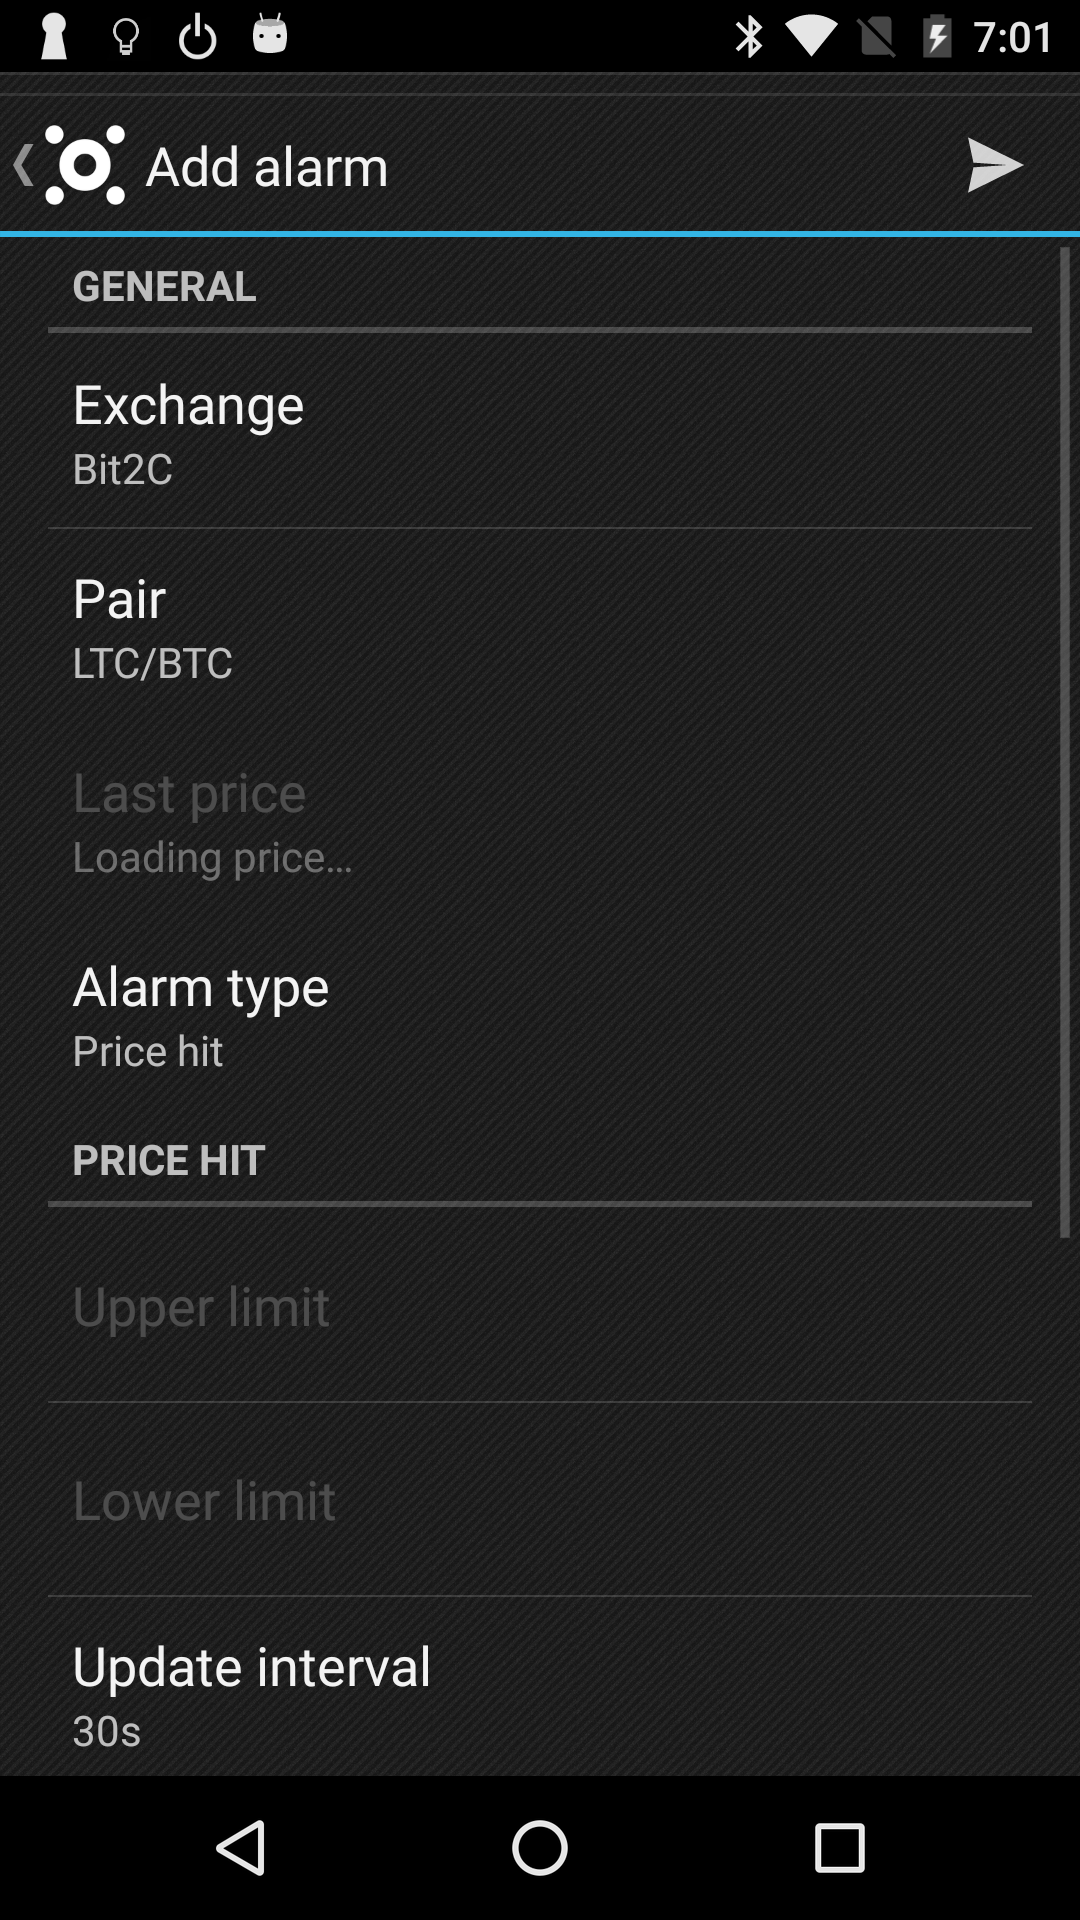 7:01
Add alarm
GENERAL
Exchange
Bit2C
Pair
LTC/BTC
Last price
Loading price...
Alarm type
Price hit
PRICE HIT
Upper limit
Lower limit
Update interval
30s